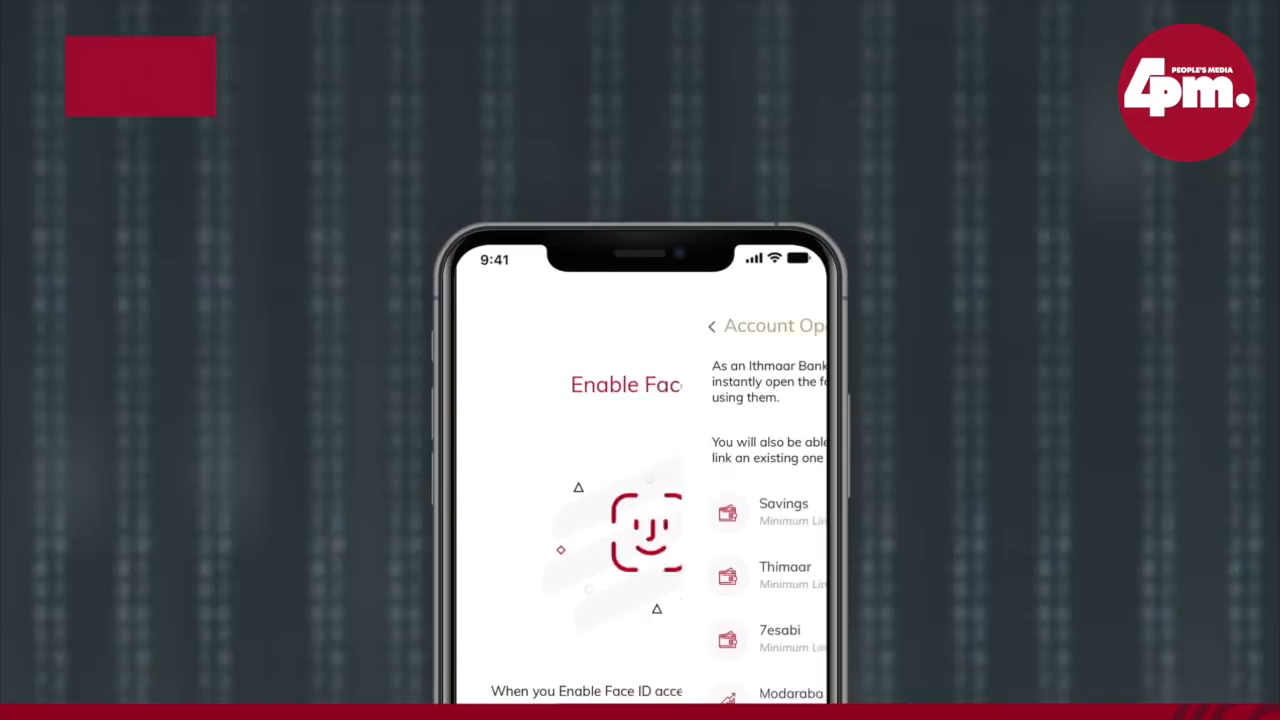 PEOPLE'S MEDIA
4pm.
9:41
Enable Fac
Account Op
As an Ithmaar Bank
instantly open the f
using them.
You will also be able
link an existing one
Savings
Minimum Li
Thimaar
Minimum Li
7esabi
Minimum Li
Modaraba
When you Enable Face ID acce